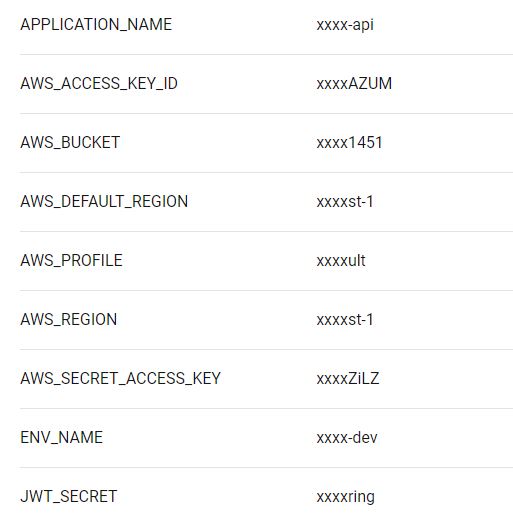 APPLICATION_NAME xxxx-api
AWS_ACCESS_KEY_ID xxxxAZUM
AWS_BUCKET xxxx1451
AWS_DEFAULT_REGION xxxxst-1
AWS_PROFILE xxxxult
AWS_REGION xxxxst-1
AWS_SECRET_ACCESS_KEY xxxxZiLZ
ENV_NAME xxxx-dev
JWT_SECRET xxxxring